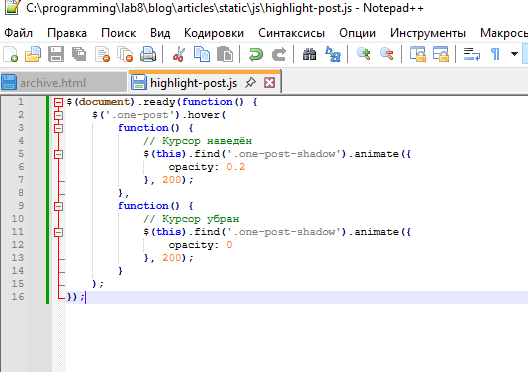 C:\programming\lab8\blog\articles\static\js\highlight-post.js - Notepad++
Файл Правка Поиск Вид Кодировки Синтаксисы Опции Инструменты Макросы
archive.html highlight-post.js
1 $(document).ready(function() {
2 $('.one-post').hover(
3 function() {
4 // Курсор наведён
5 $(this).find('.one-post-shadow').animate({
6 opacity: 0.2
7 }, 200);
8 },
9 function() {
10 // Курсор убран
11 $(this).find('.one-post-shadow').animate({
12 opacity: 0
13 }, 200);
14 }
15 );
16 });